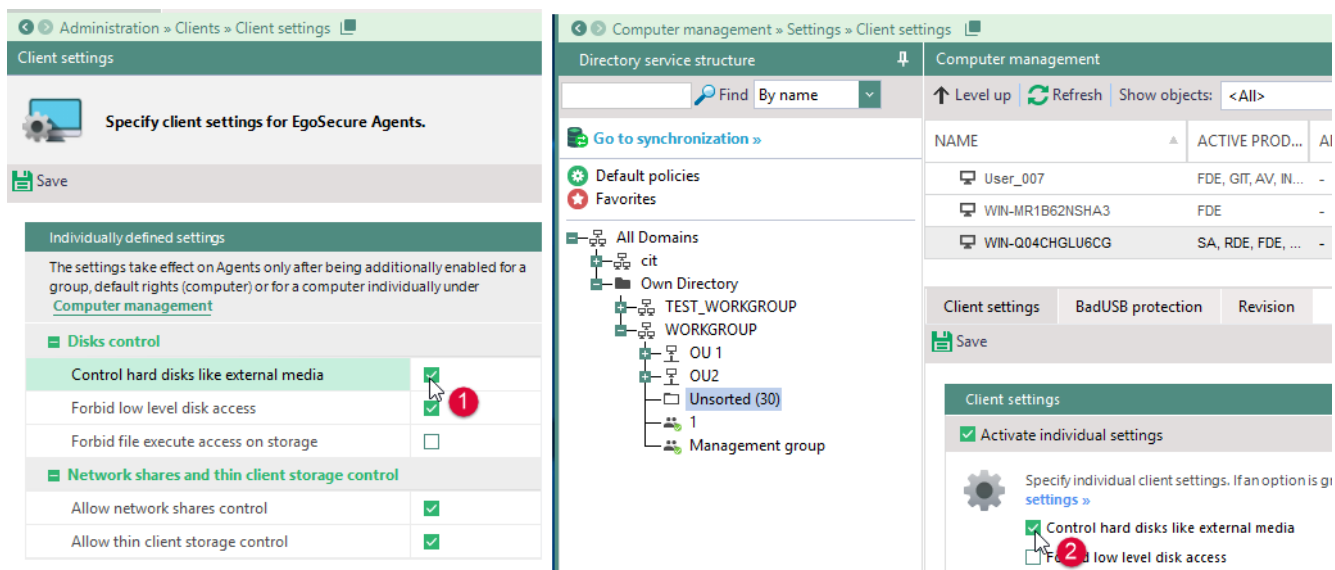 Administration » Clients » Client settings
Client settings
Specify client settings for EgoSecure Agents.
Save
Individually defined settings
The settings take effect on Agents only after being additionally enabled for a
group, default rights (computer) or for a computer individually under
Computer management
Disks control
Control hard disks like external media
1
Forbid low level disk access
Forbid file execute access on storage
Network shares and thin client storage control
Allow network shares control
Allow thin client storage control
Computer management » Settings » Client settings
Directory service structure
Find By name
Go to synchronization »
Default policies
Favorites
All Domains
cit
Own Directory
TEST_WORKGROUP
WORKGROUP
OU 1
OU2
Unsorted (30)
1
Management group
Computer management
Level up Refresh Show objects: <All>
NAME ACTIVE PROD...
User_007 FDE, GIT, AV, IN... -
WIN-MR1B62NSHA3 FDE -
WIN-Q04CHGLU6CG SA, RDE, FDE, ... -
Client settings BadUSB protection Revision
Save
Client settings
Activate individual settings
Specify individual client settings. If an option is
settings »
Control hard disks like external media
2
low level disk access